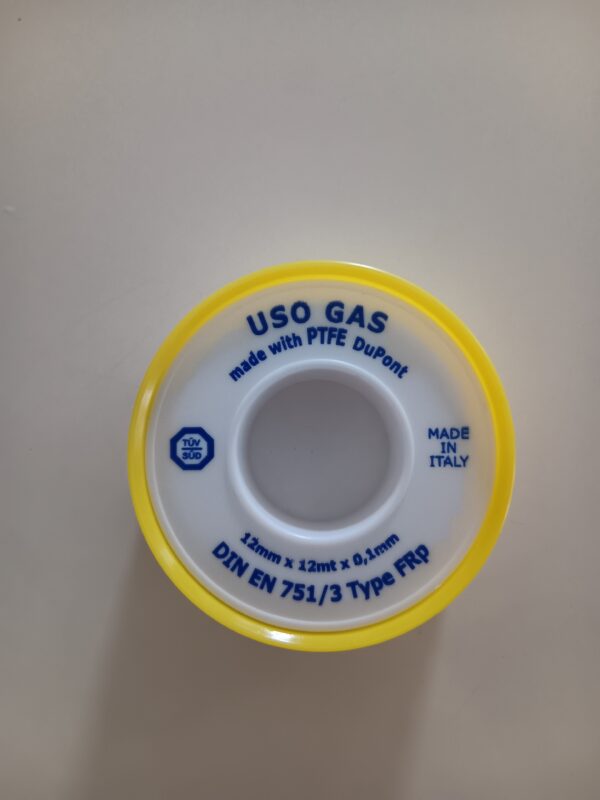 USO GAS
made with PTFE DuPont
TÜV
SÜD
MADE
IN
ITALY
12mm x 12mt x 0,1mm
DIN EN 751/3 Type FRp